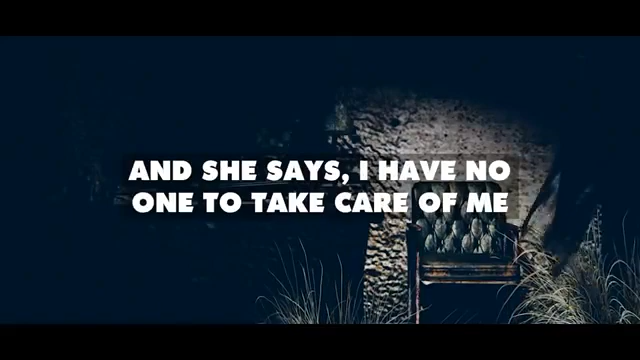 AND SHE SAYS, I HAVE NO
ONE TO TAKE CARE OF ME